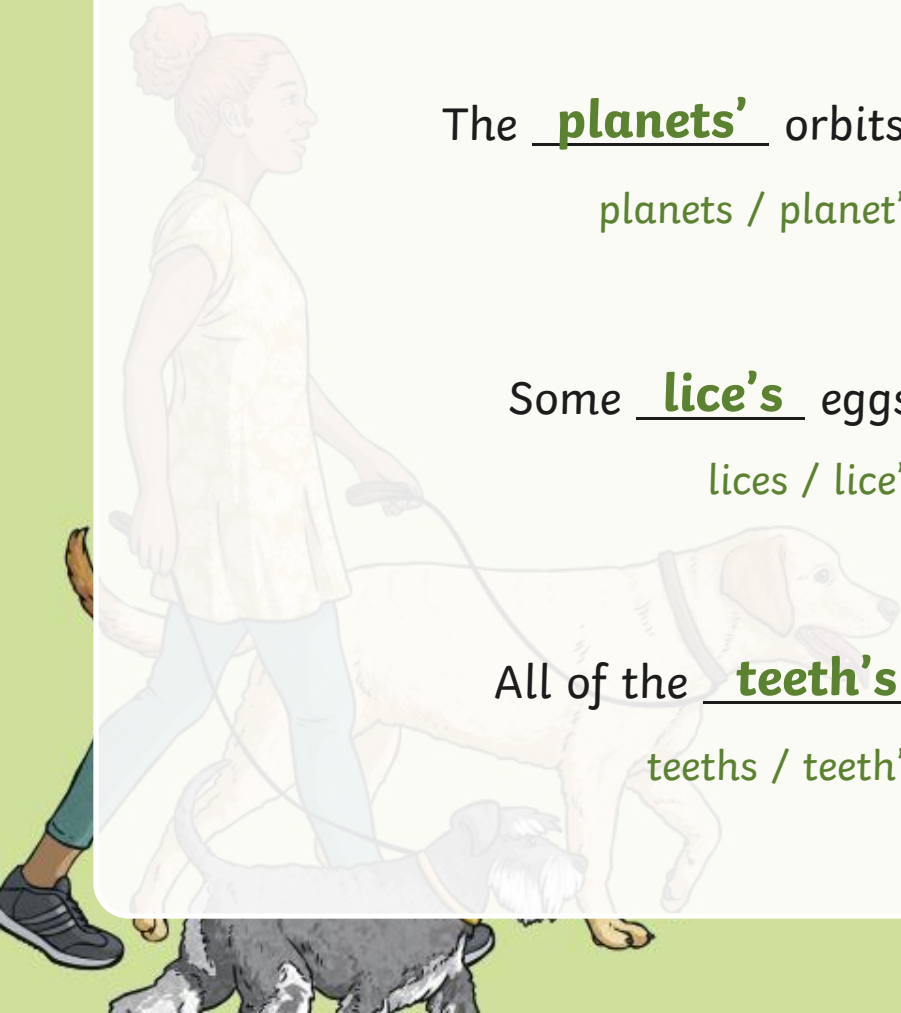 The planets’ orbits
planets / planet’
Some lice’s eggs
lices / lice’
All of the teeth’s
teeths / teeth’